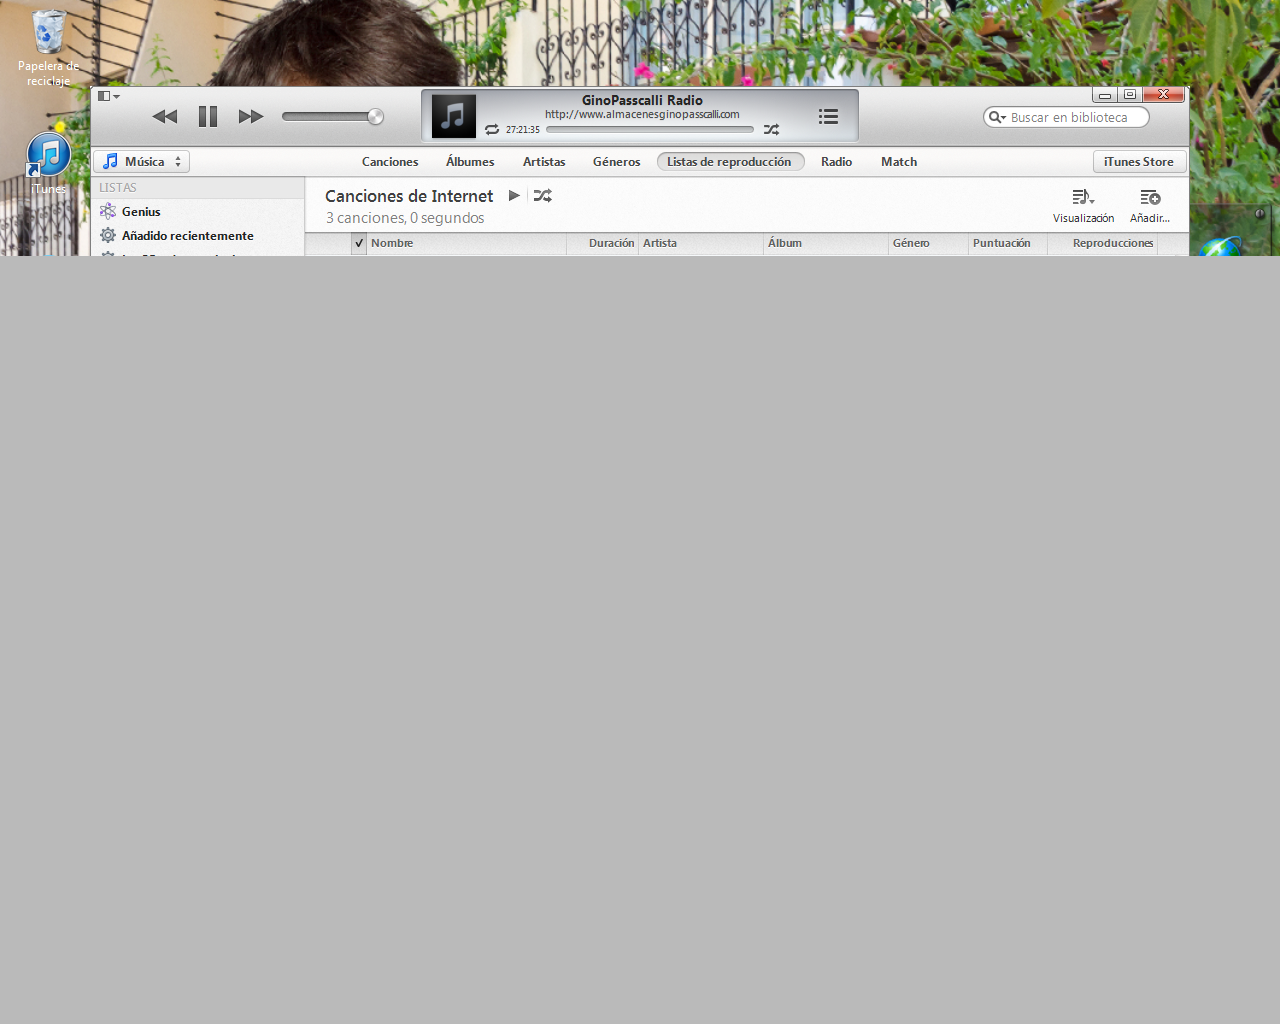 Papelera de
reciclaje
iTunes
GinoPasscalli Radio
http://www.almacenesginopasscalli.com
27:21:35
Buscar en biblioteca
Música
Canciones
Álbumes
Artistas
Géneros
Listas de reproducción
Radio
Match
iTunes Store
LISTAS
Genius
Añadido recientemente
Canciones de Internet
3 canciones, 0 segundos
Visualización
Añadir...
Nombre
Duración
Artista
Álbum
Género
Puntuación
Reproducciones